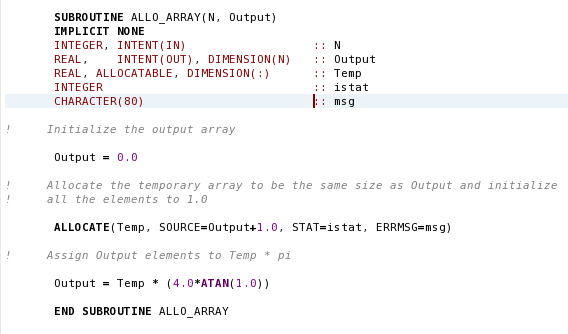 SUBROUTINE ALLO_ARRAY(N, Output)
IMPLICIT NONE
INTEGER, INTENT(IN) :: N
REAL, INTENT(OUT), DIMENSION(N) :: Output
REAL, ALLOCATABLE, DIMENSION(:) :: Temp
INTEGER :: istat
CHARACTER(80) :: msg
! Initialize the output array
Output = 0.0
! Allocate the temporary array to be the same size as Output and initialize
! all the elements to 1.0
ALLOCATE(Temp, SOURCE=Output+1.0, STAT=istat, ERRMSG=msg)
! Assign Output elements to Temp * pi
Output = Temp * (4.0*ATAN(1.0))
END SUBROUTINE ALLO_ARRAY